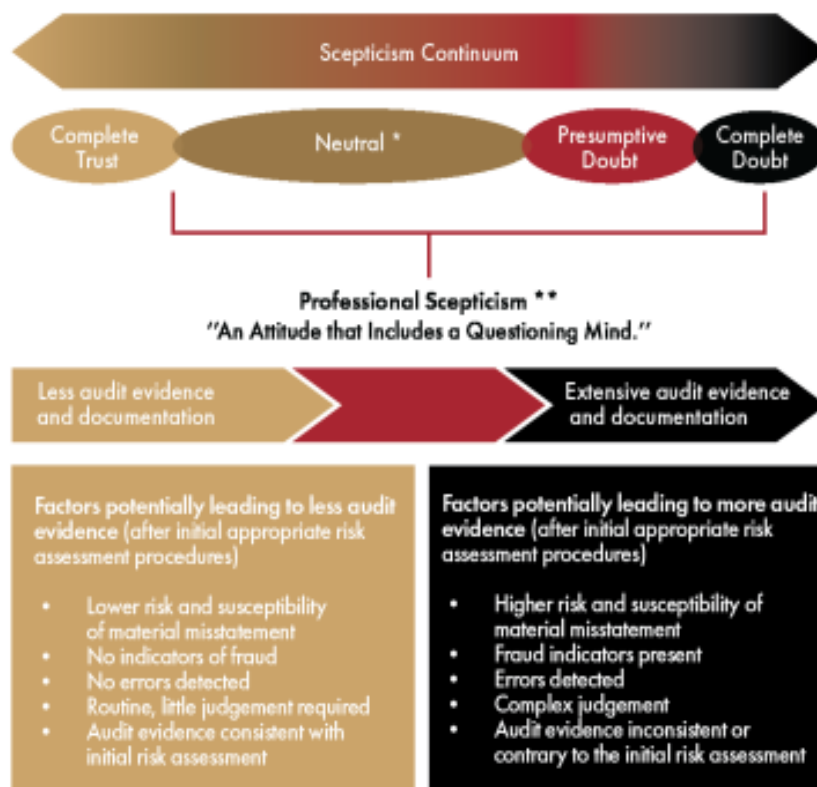 Scepticism Continuum
Complete
Trust
Neutral *
Presumptive
Doubt
Complete
Doubt
Professional Scepticism **
"An Attitude that Includes a Questioning Mind."
Less audit evidence
and documentation
Extensive audit evidence
and documentation
Factors potentially leading to less audit
evidence (after initial appropriate risk
assessment procedures)
• Lower risk and susceptibility
of material misstatement
• No indicators of fraud
• No errors detected
• Routine, little judgement required
• Audit evidence consistent with
initial risk assessment
Factors potentially leading to more audit
evidence (after initial appropriate risk
assessment procedures)
• Higher risk and susceptibility of
material misstatement
• Fraud indicators present
• Errors detected
• Complex judgement
• Audit evidence inconsistent or
contrary to the initial risk assessment